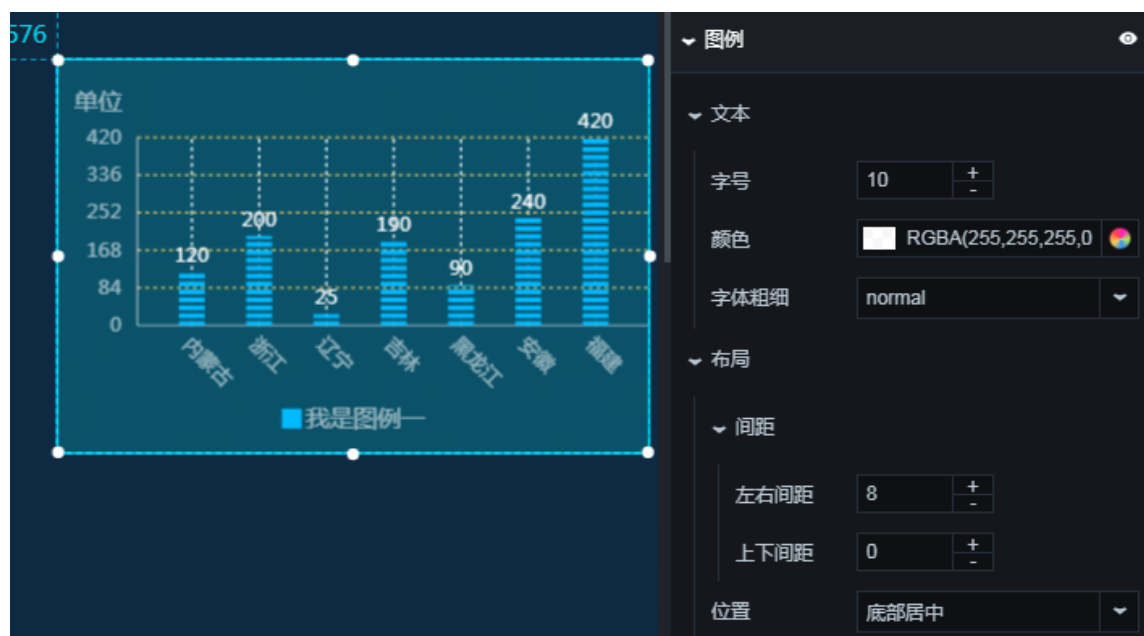 576
单位
420
336
252
168
84
0
120
200
25
190
90
240
420
内蒙古
浙江
辽宁
吉林
黑龙江
安徽
福建
我是图例一
图例
文本
字号 10 + -
颜色 RGBA(255,255,255,0
字体粗细 normal
布局
间距
左右间距 8 + -
上下间距 0 + -
位置 底部居中